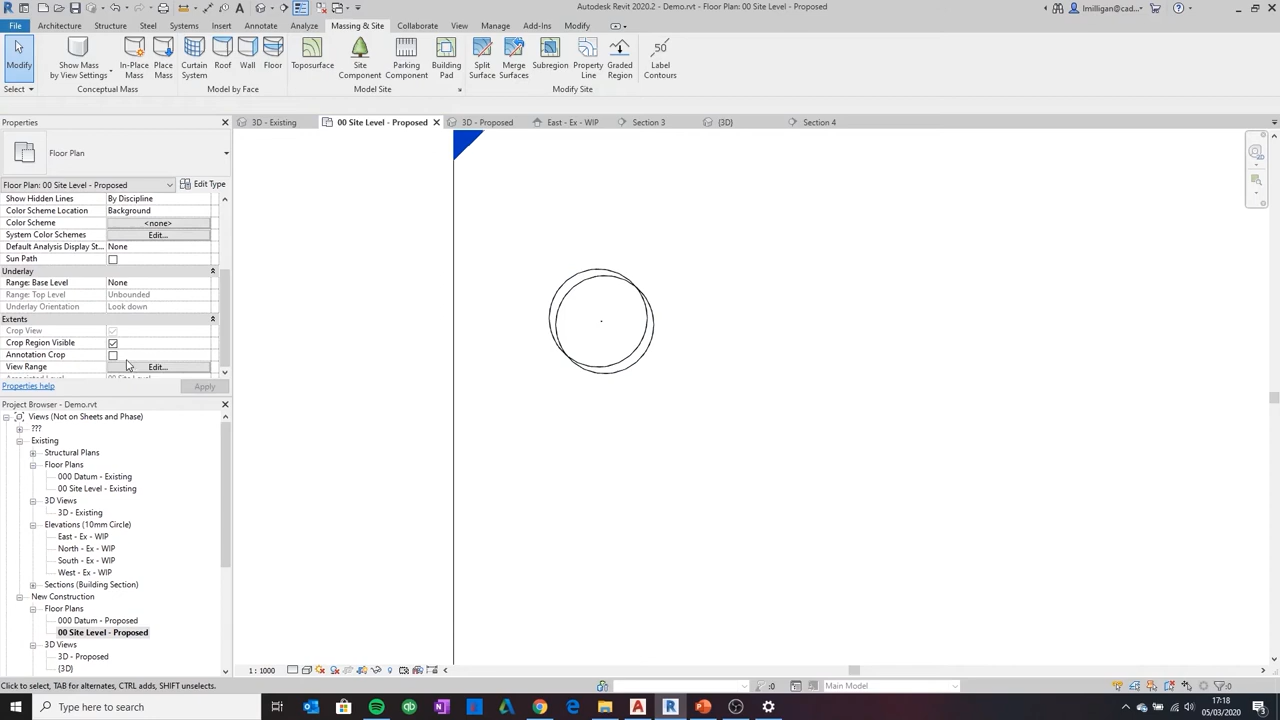 Autodesk Revit 2020.2 - Demo.rvt - Floor Plan: 00 Site Level - Proposed
lmilligan@cad...
File Architecture Structure Steel Systems Insert Annotate Analyze Massing & Site Collaborate View Manage Add-Ins Modify
Modify
Show Mass by View Settings
In-Place Mass
Place Mass
Curtain System
Roof
Wall
Floor
Toposurface
Site Component
Parking Component
Building Pad
Split Surface
Merge Surfaces
Subregion
Property Line
Graded Region
50
Label Contours
Select
Conceptual Mass
Model by Face
Model Site
Modify Site
Properties
3D - Existing
00 Site Level - Proposed
3D - Proposed
East - Ex - WIP
Section 3
{3D}
Section 4
Floor Plan
Floor Plan: 00 Site Level - Proposed
Edit Type
Show Hidden Lines By Discipline
Color Scheme Location Background
Color Scheme <none>
System Color Schemes Edit...
Default Analysis Display St... None
Sun Path
Underlay
Range: Base Level None
Range: Top Level Unbounded
Underlay Orientation Look down
Extents
Crop View
Crop Region Visible
Annotation Crop
View Range Edit...
Properties help
Apply
Project Browser - Demo.rvt
Views (Not on Sheets and Phase)
???
Existing
Structural Plans
Floor Plans
000 Datum - Existing
00 Site Level - Existing
3D Views
3D - Existing
Elevations (10mm Circle)
East - Ex - WIP
North - Ex - WIP
South - Ex - WIP
West - Ex - WIP
Sections (Building Section)
New Construction
Floor Plans
000 Datum - Proposed
00 Site Level - Proposed
3D Views
3D - Proposed
{3D}
1 : 1000
Click to select, TAB for alternates, CTRL adds, SHIFT unselects.
:0
Main Model
:0
Type here to search
17:18
05/03/2020